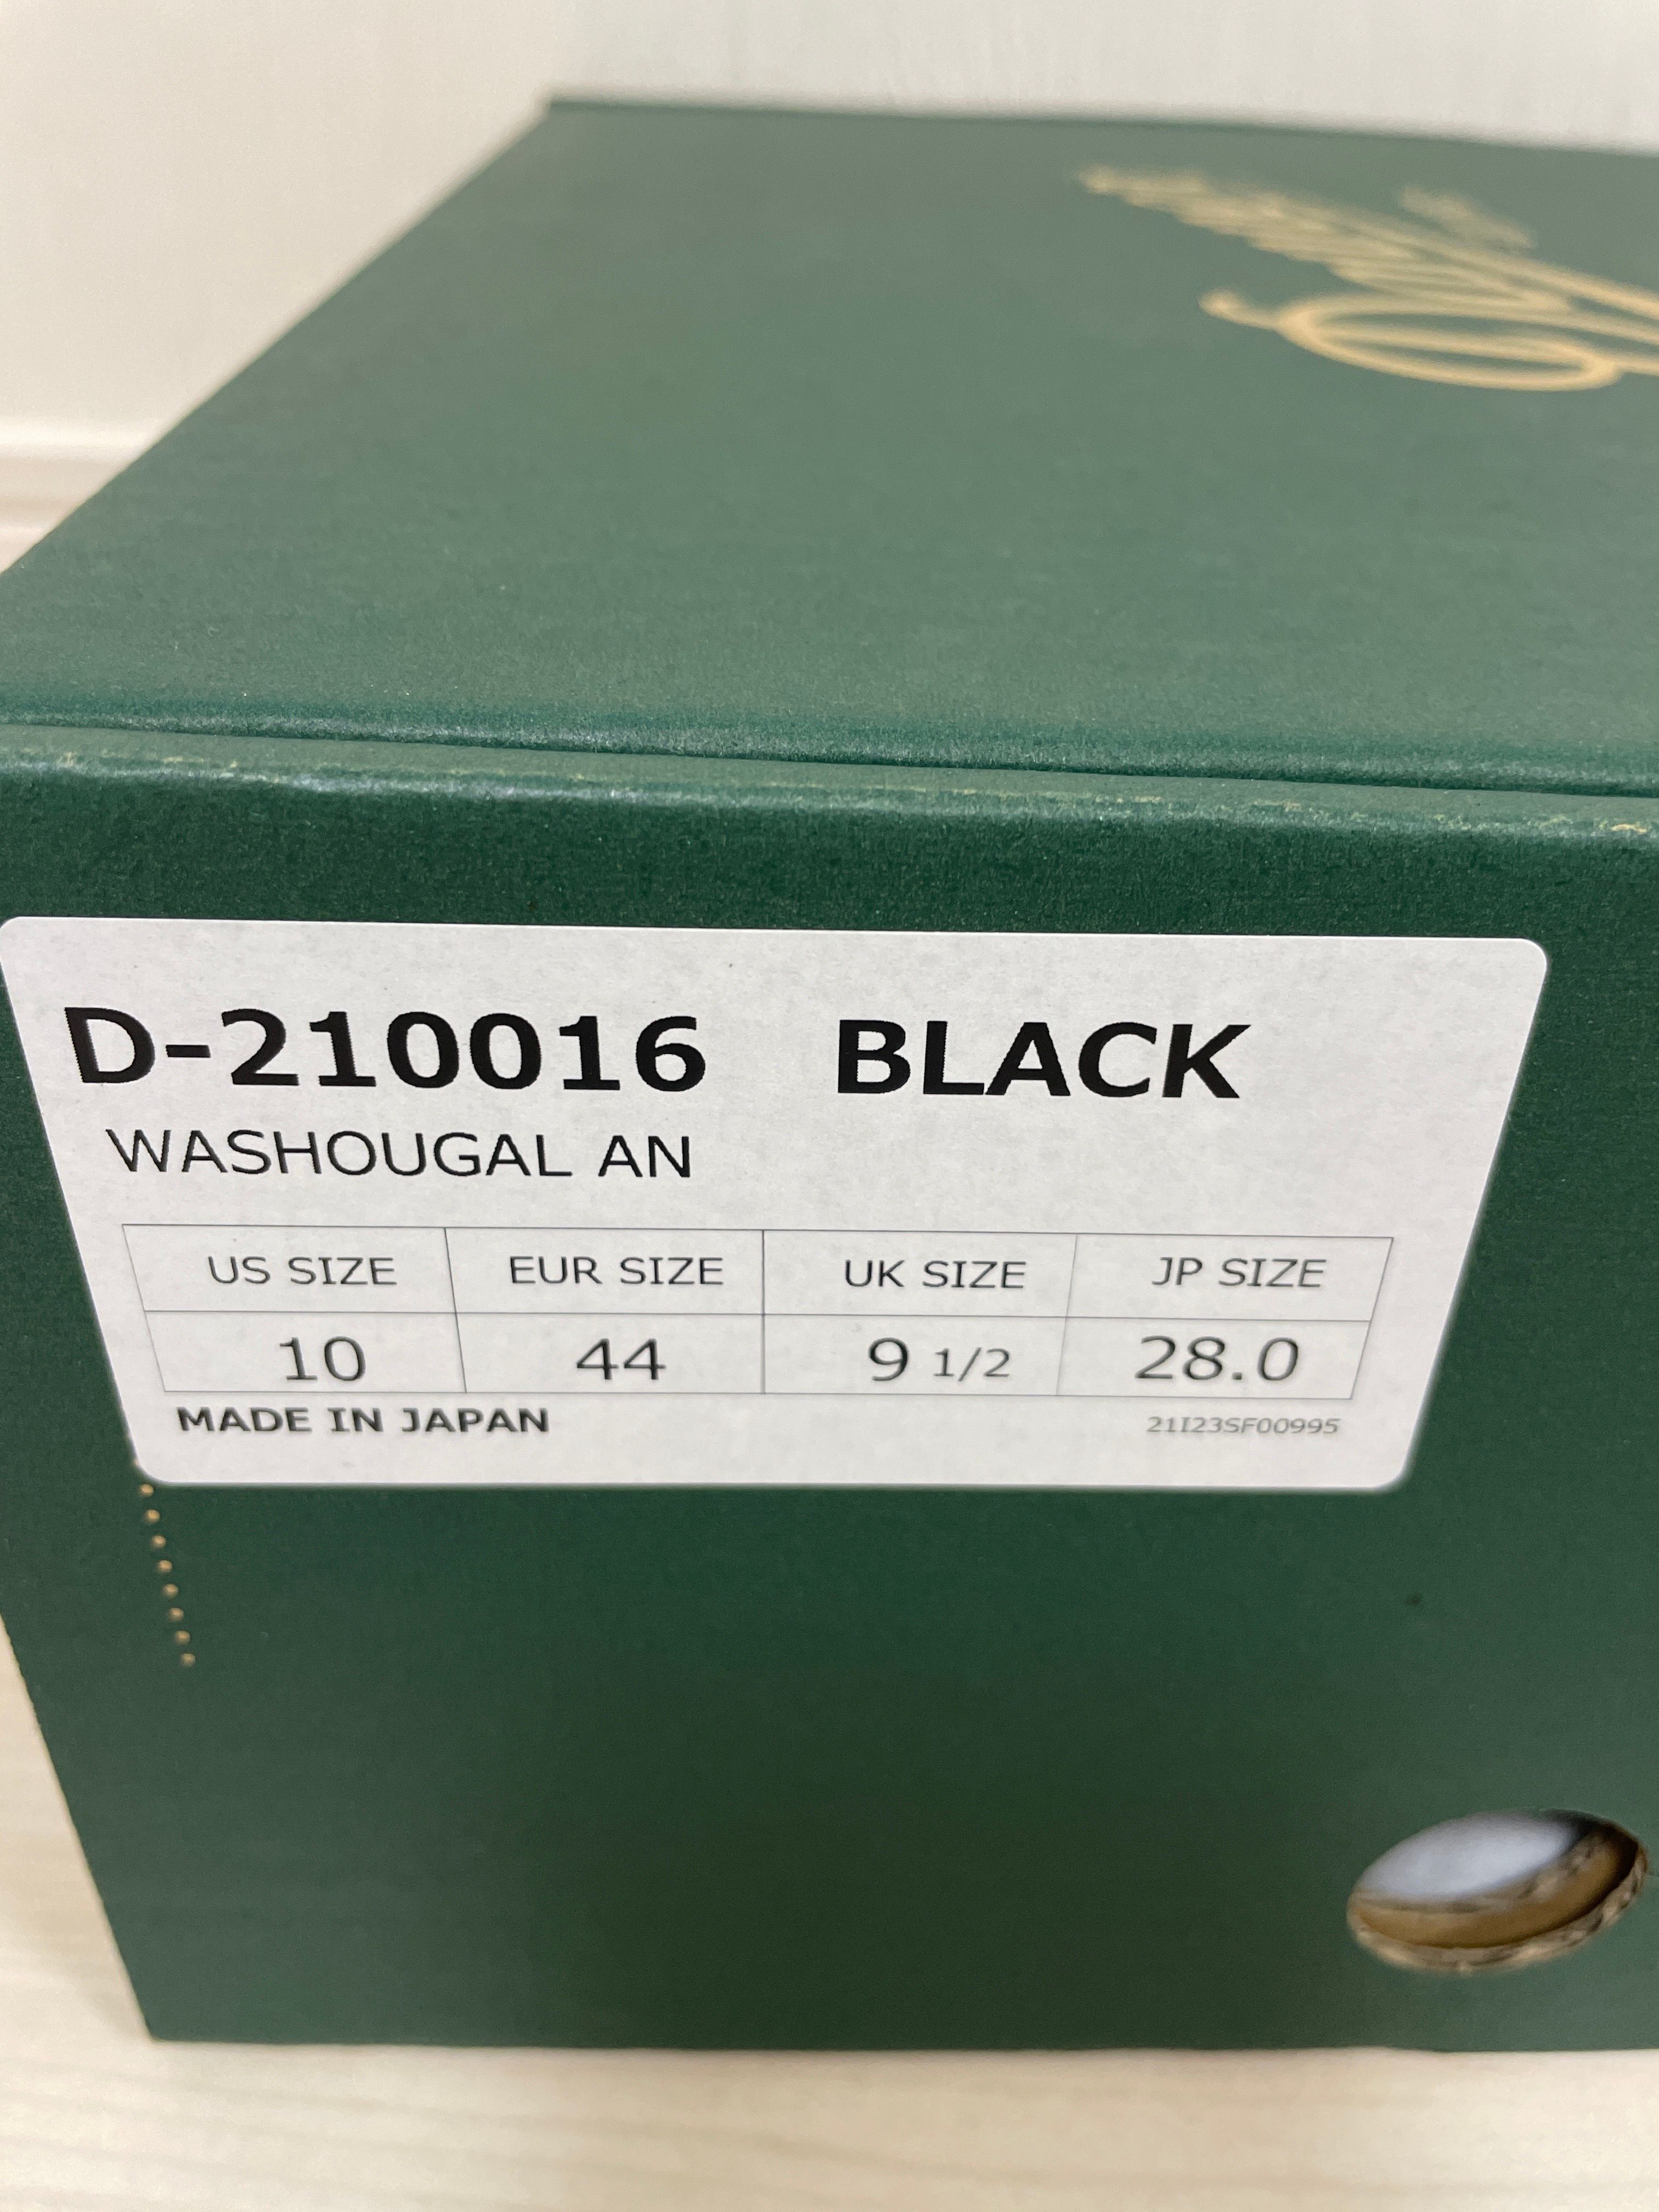 D-210016 BLACK
WASHOUGAL AN
US SIZE EUR SIZE UK SIZE JP SIZE
10 44 9 1/2 28.0
MADE IN JAPAN 21I23SF00995